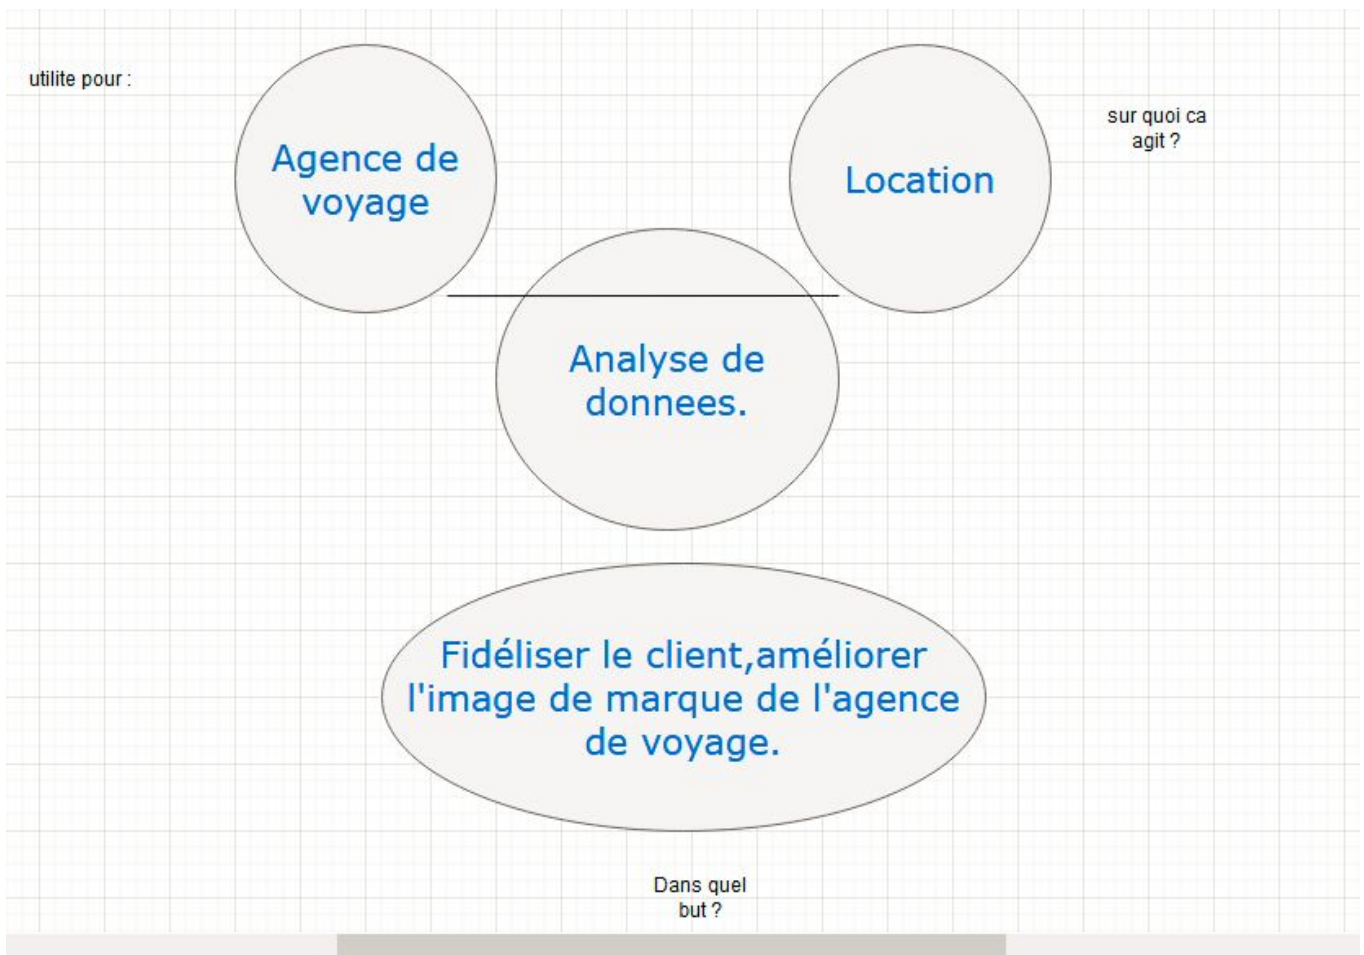 utilite pour :
Agence de
voyage
Location
sur quoi ca
agit ?
Analyse de
donnees.
Fidéliser le client,améliorer
l'image de marque de l'agence
de voyage.
Dans quel
but ?